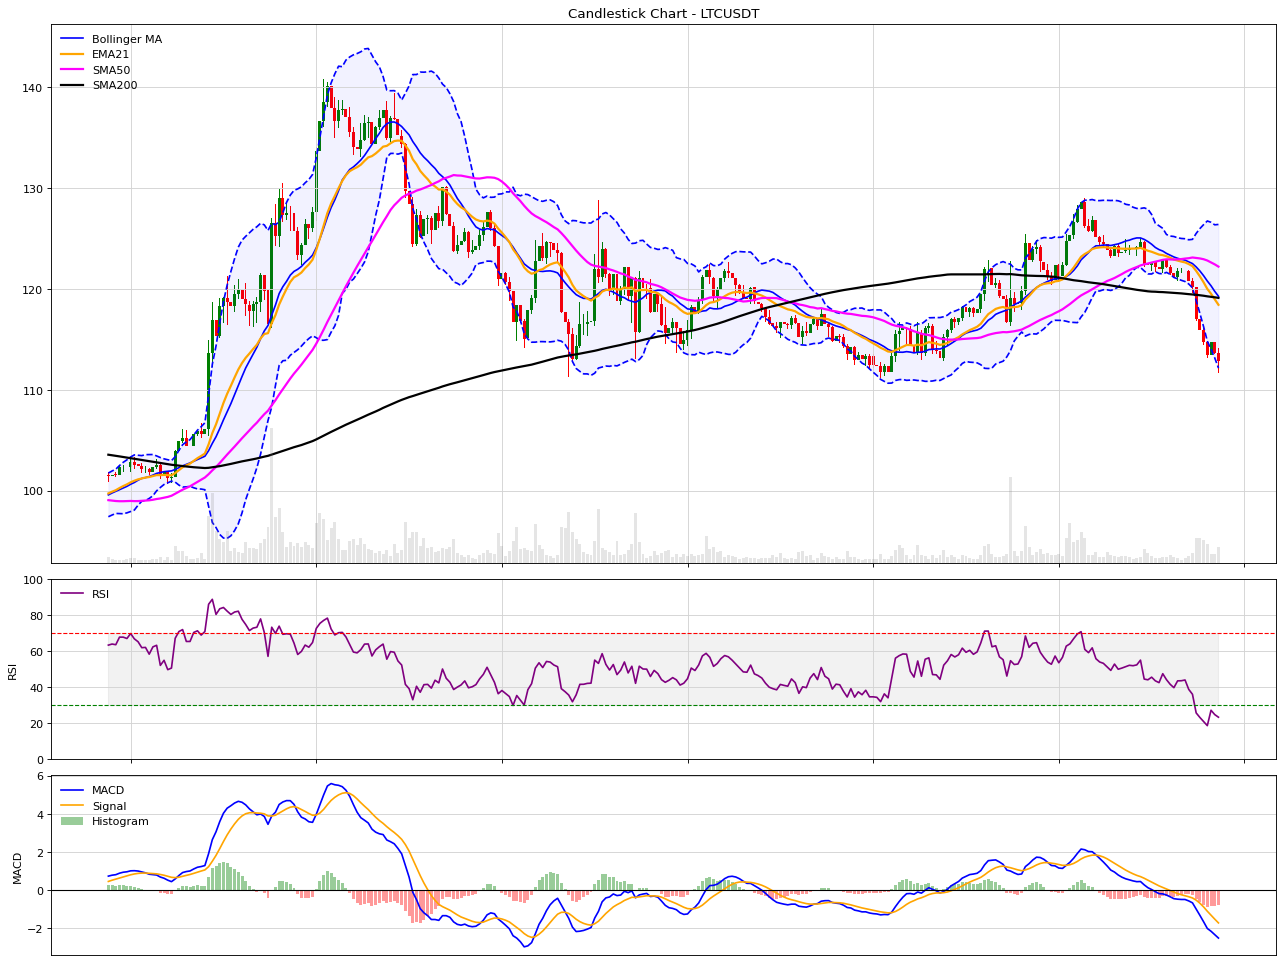 Candlestick Chart - LTCUSDT
Bollinger MA
EMA21
SMA50
SMA200
140
130
120
110
100
RSI
100
80
60
40
20
0
RSI
MACD
Signal
Histogram
6
4
2
0
−2
MACD